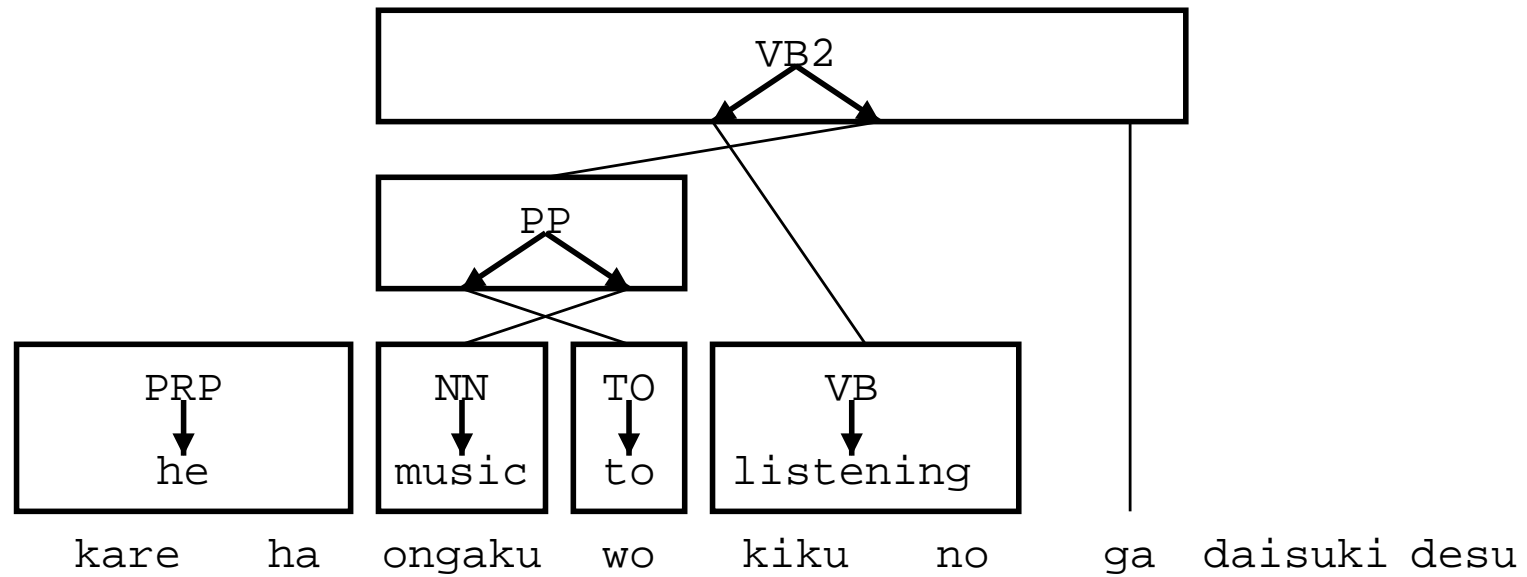 VB2
PP
PRP NN TO VB
he music to listening
kare ha ongaku wo kiku no ga daisuki desu